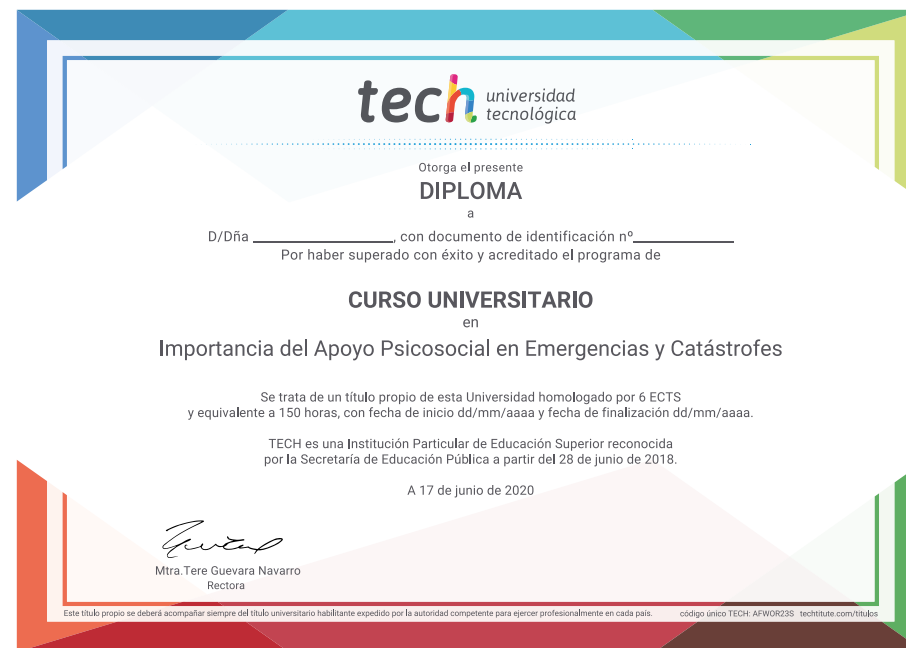 tech universidad
tecnológica
Otorga el presente
DIPLOMA
a
D/Dña ____________________, con documento de identificación nº______________
Por haber superado con éxito y acreditado el programa de
CURSO UNIVERSITARIO
en
Importancia del Apoyo Psicosocial en Emergencias y Catástrofes
Se trata de un título propio de esta Universidad homologado por 6 ECTS
y equivalente a 150 horas, con fecha de inicio dd/mm/aaaa y fecha de finalización dd/mm/aaaa.
TECH es una Institución Particular de Educación Superior reconocida
por la Secretaría de Educación Pública a partir del 28 de junio de 2018.
A 17 de junio de 2020
Mtra.Tere Guevara Navarro
Rectora
Este título propio se deberá acompañar siempre del título universitario habilitante expedido por la autoridad competente para ejercer profesionalmente en cada país. código único TECH: AFWOR23S techtitute.com/titulos